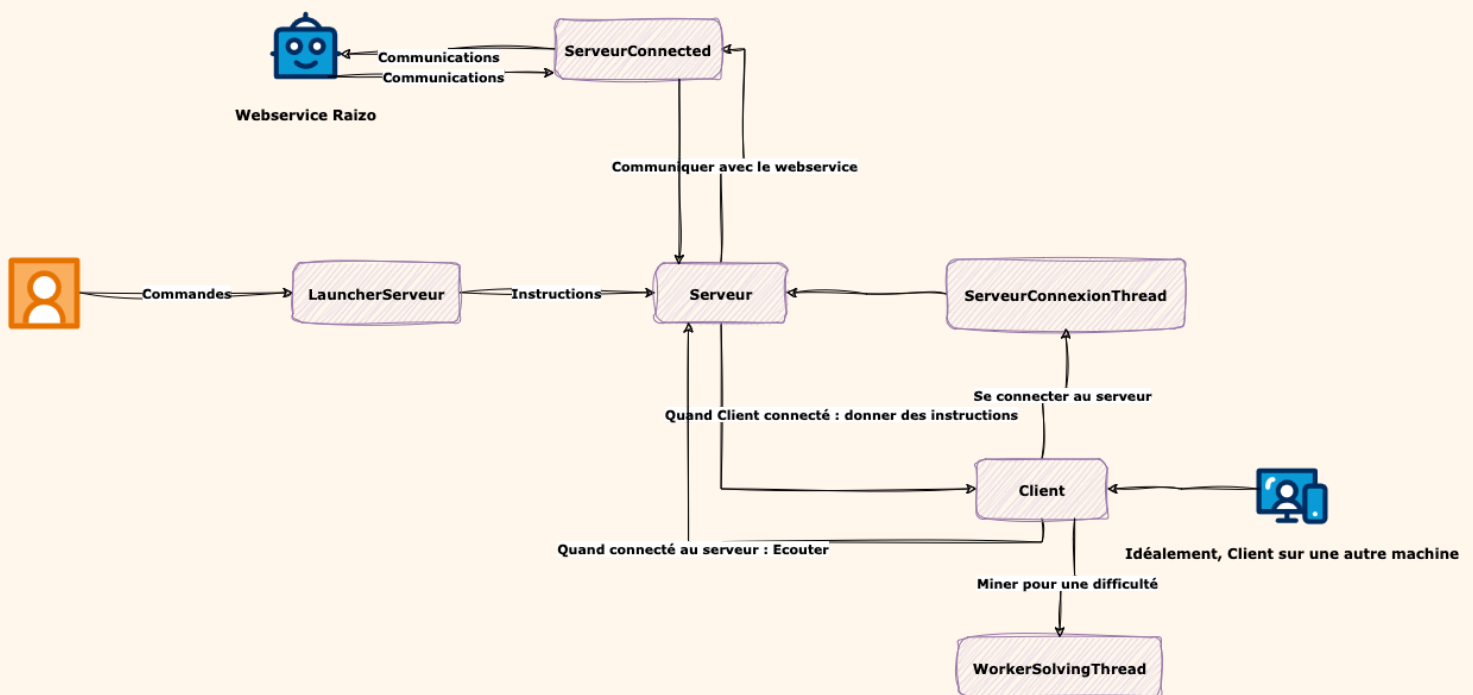 ServeurConnected
Communications
Communications
Webservice Raizo
Communiquer avec le webservice
Commandes
LauncherServeur
Instructions
Serveur
ServeurConnexionThread
Se connecter au serveur
Quand Client connecté : donner des instructions
Client
Quand connecté au serveur : Ecouter
Idéalement, Client sur une autre machine
Miner pour une difficulté
WorkerSolvingThread